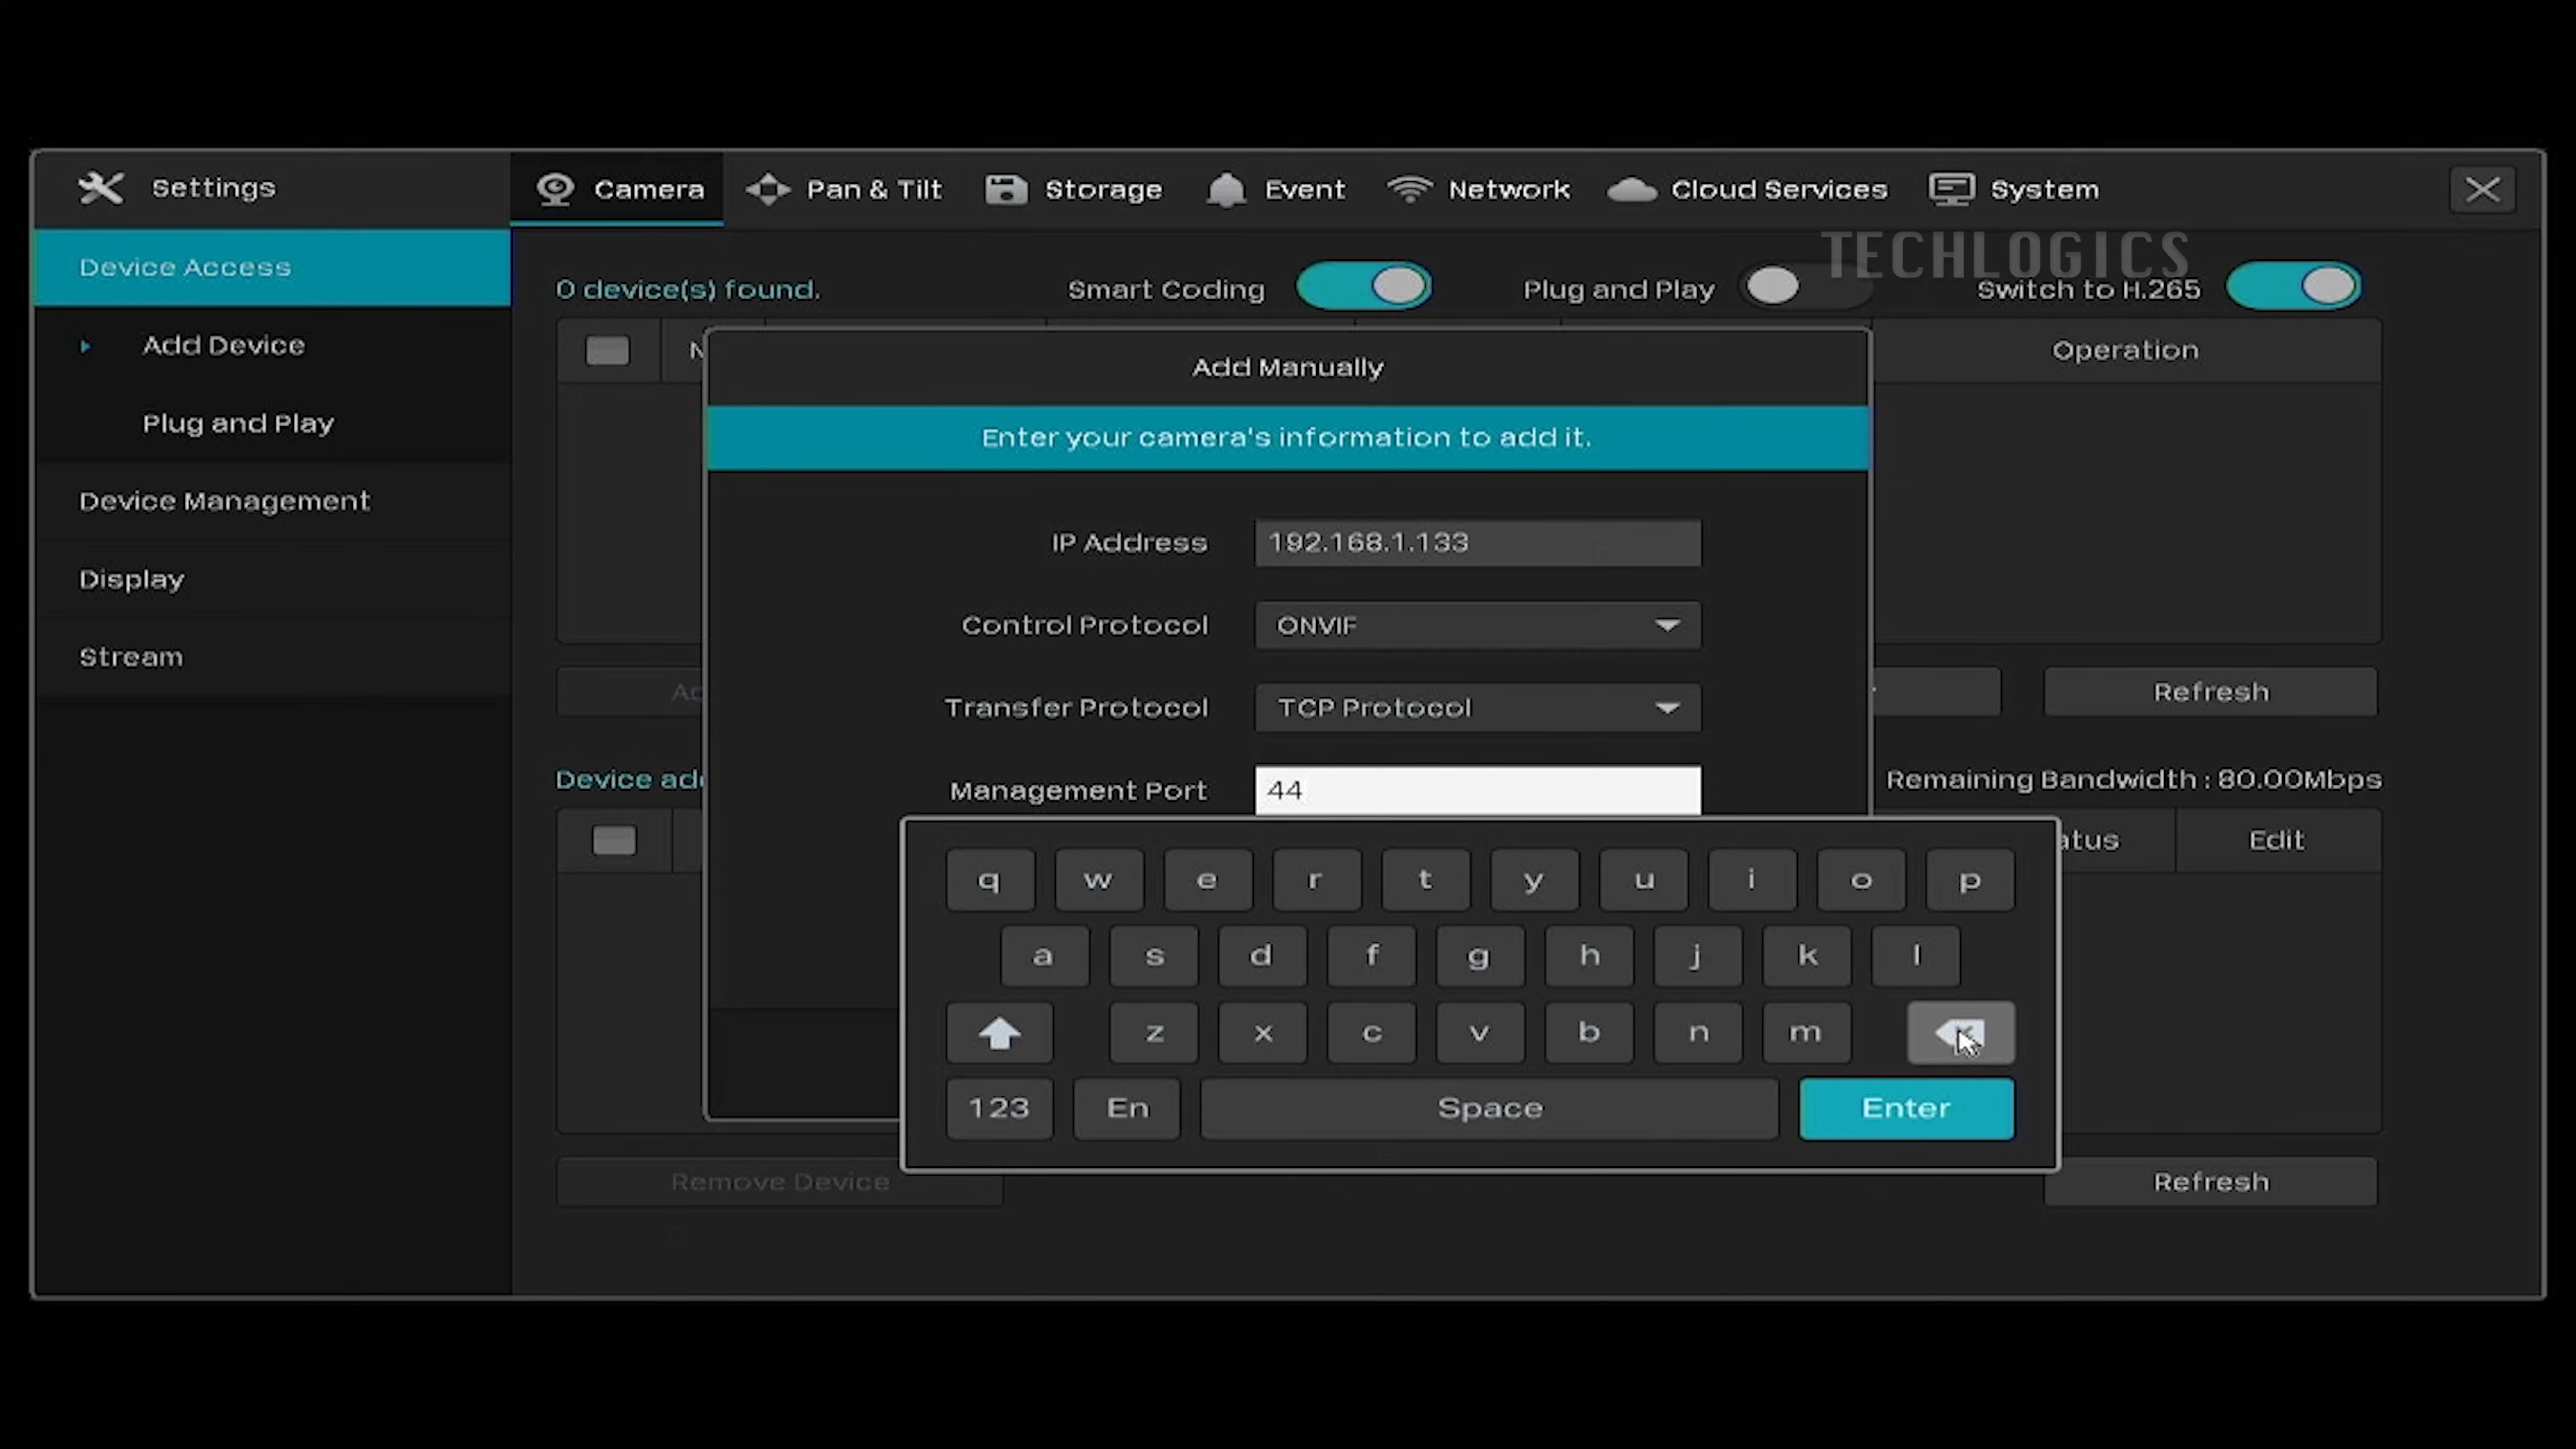 Settings
Camera
Pan & Tilt
Storage
Event
Network
Cloud Services
System
TECHLOGICS
Device Access
Add Device
Plug and Play
Device Management
Display
Stream
0 device(s) found.
Smart Coding
Plug and Play
Switch to H.265
Operation
Add Manually
Enter your camera's information to add it.
IP Address 192.168.1.133
Control Protocol ONVIF
Transfer Protocol TCP Protocol
Management Port 44
Refresh
Device
Remaining Bandwidth : 80.00Mbps
Edit
q w e r t y u i o p
a s d f g h j k l
z x c v b n m
123 En Space Enter
Remove Device
Refresh